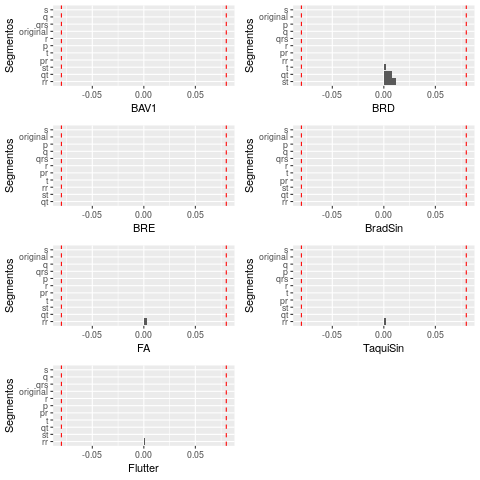 Segmentos
s
q
qrs
original
r
p
t
pr
st
qt
rr
-0.05 0.00 0.05
BAV1
Segmentos
s
original
q
p
qrs
r
pr
rr
t
qt
st
-0.05 0.00 0.05
BRD
Segmentos
s
original
p
q
qrs
r
pr
t
rr
st
qt
-0.05 0.00 0.05
BRE
Segmentos
s
original
p
q
qrs
r
t
pr
st
qt
rr
-0.05 0.00 0.05
BradSin
Segmentos
s
original
q
qrs
p
r
pr
t
st
qt
rr
-0.05 0.00 0.05
FA
Segmentos
s
original
q
p
qrs
r
t
pr
st
qt
rr
-0.05 0.00 0.05
TaquiSin
Segmentos
s
q
qrs
original
r
p
pr
t
qt
st
rr
-0.05 0.00 0.05
Flutter